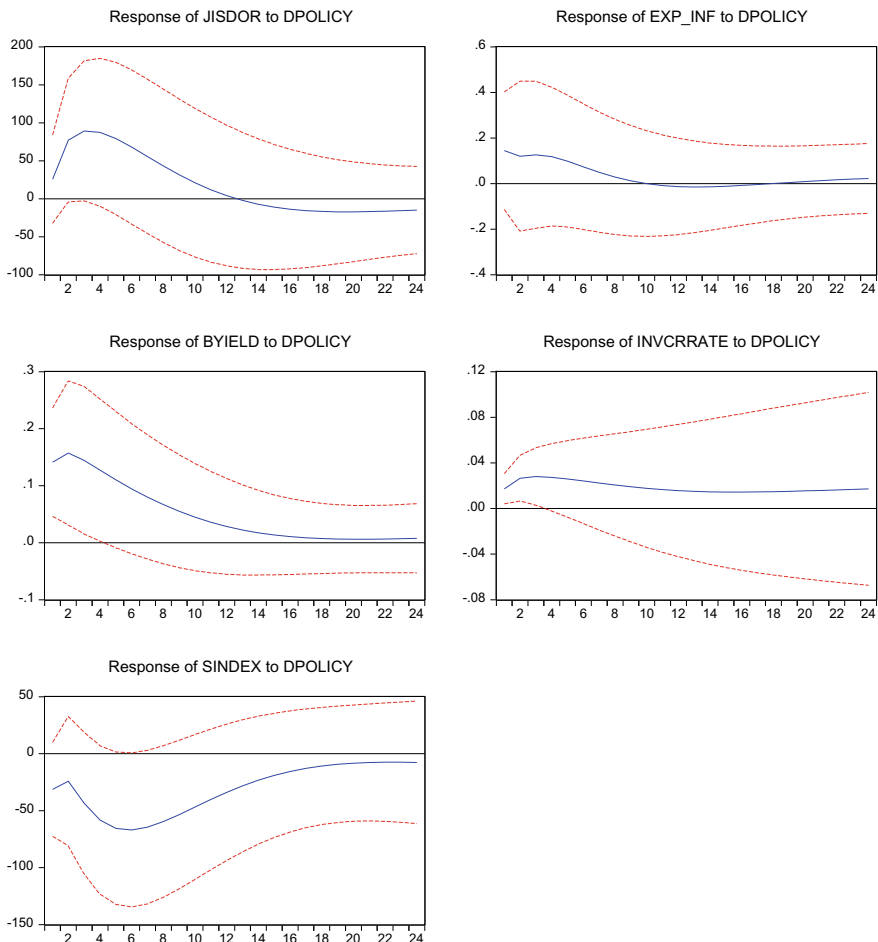 Response of JISDOR to DPOLICY
200
150
100
50
0
-50
-100
2 4 6 8 10 12 14 16 18 20 22 24
Response of EXP_INF to DPOLICY
.6
.4
.2
.0
-.2
-.4
2 4 6 8 10 12 14 16 18 20 22 24
Response of BYIELD to DPOLICY
.3
.2
.1
.0
-.1
2 4 6 8 10 12 14 16 18 20 22 24
Response of INVCRRATE to DPOLICY
.12
.08
.04
.00
-.04
-.08
2 4 6 8 10 12 14 16 18 20 22 24
Response of SINDEX to DPOLICY
50
0
-50
-100
-150
2 4 6 8 10 12 14 16 18 20 22 24